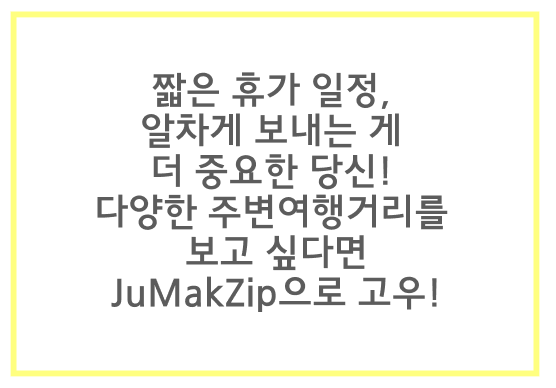 짧은 휴가 일정,
알차게 보내는 게
더 중요한 당신!
다양한 주변여행거리를
보고 싶다면
JuMakZip으로 고우!